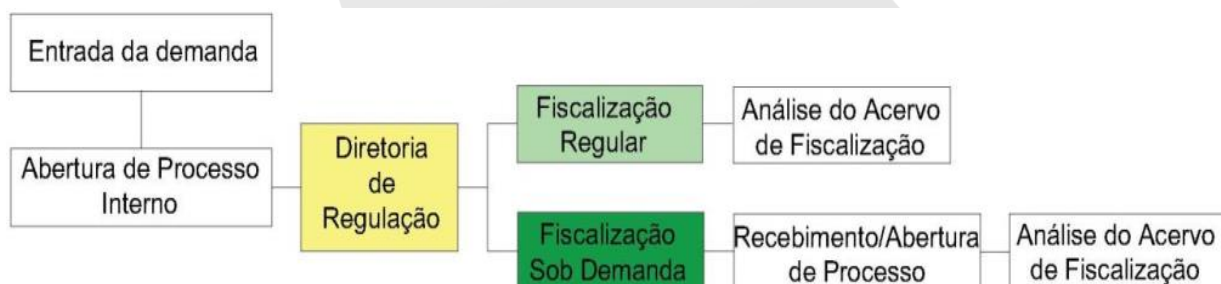 Entrada da demanda
Abertura de Processo
Interno
Diretoria
de
Regulação
Fiscalização
Regular
Análise do Acervo
de Fiscalização
Fiscalização
Sob Demanda
Recebimento/Abertura
de Processo
Análise do Acervo
de Fiscalização